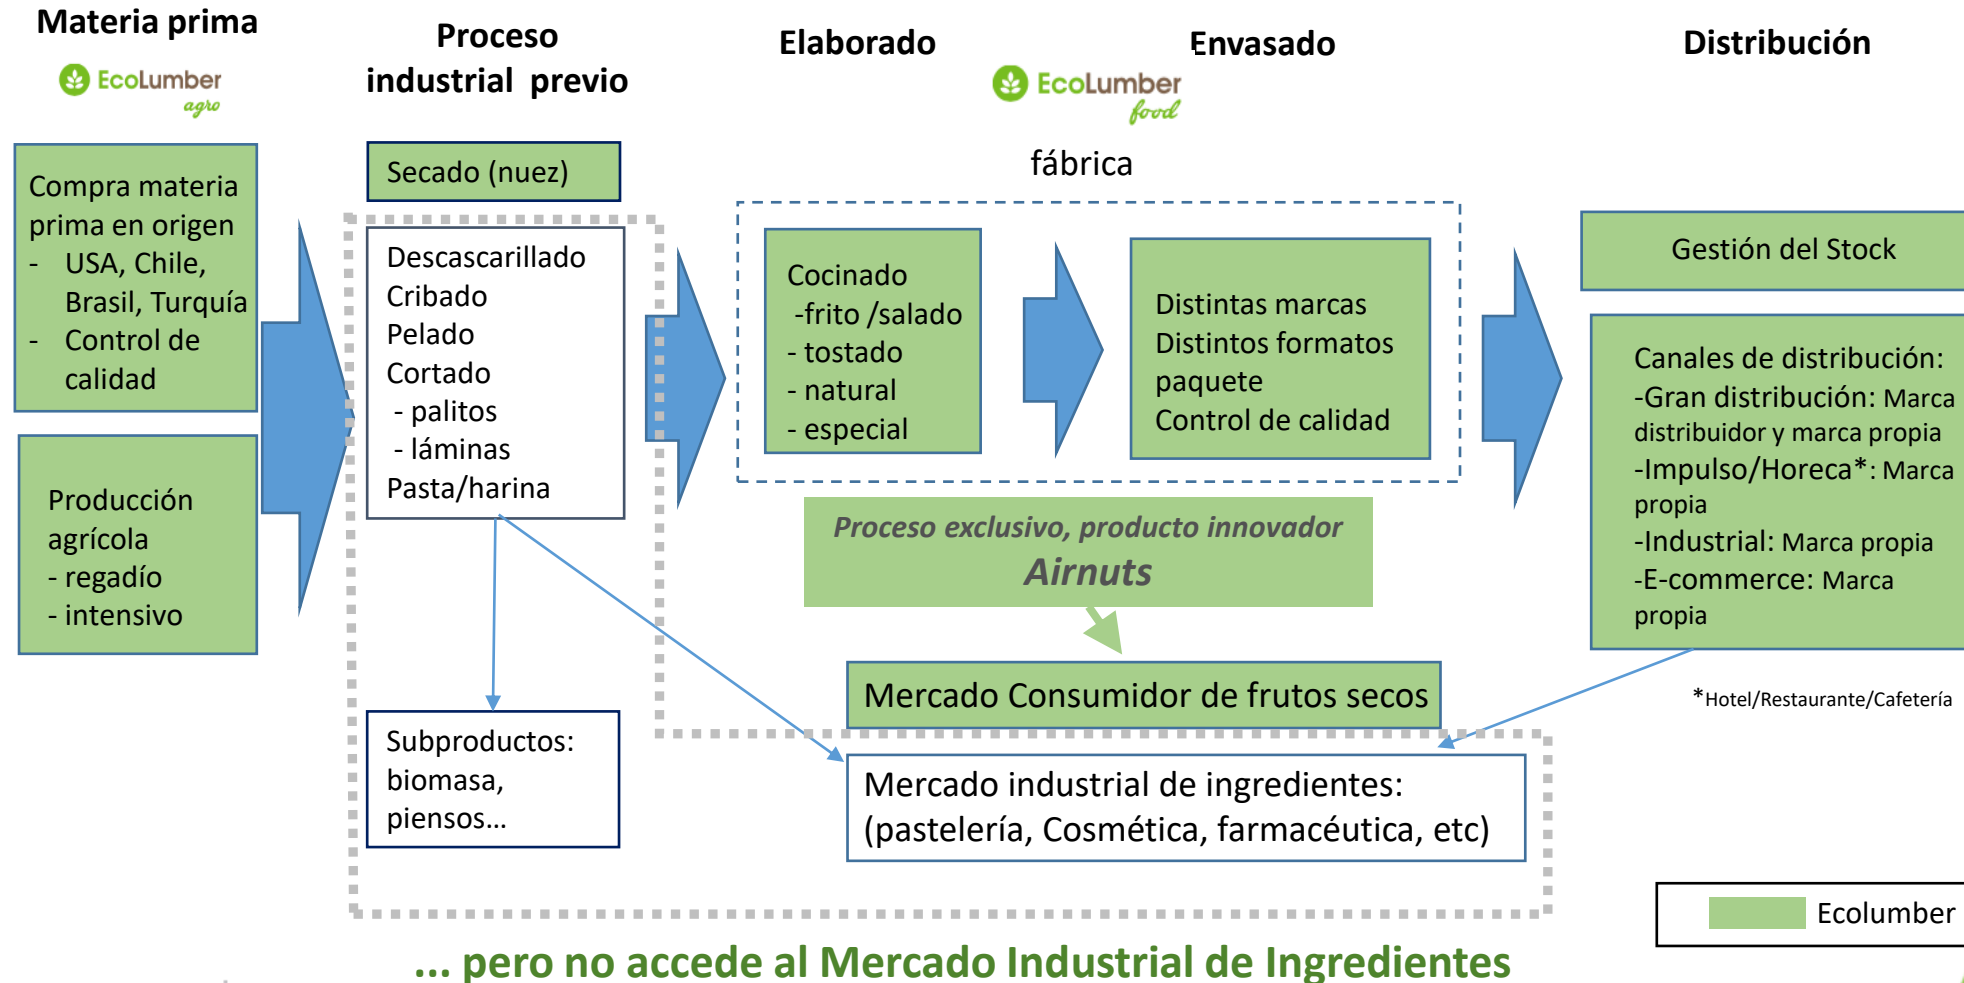 Materia prima
EcoLumber
agro
Proceso
industrial previo
Elaborado
Envasado
EcoLumber
food
Distribución
Compra materia
prima en origen
- USA, Chile,
Brasil, Turquía
- Control de
calidad
Producción
agrícola
- regadío
- intensivo
Secado (nuez)
Descascarillado
Cribado
Pelado
Cortado
- palitos
- láminas
Pasta/harina
Subproductos:
biomasa,
piensos...
fábrica
Cocinado
-frito /salado
- tostado
- natural
- especial
Distintas marcas
Distintos formatos
paquete
Control de calidad
Proceso exclusivo, producto innovador
Airnuts
Mercado Consumidor de frutos secos
Mercado industrial de ingredientes:
(pastelería, Cosmética, farmacéutica, etc)
Gestión del Stock
Canales de distribución:
-Gran distribución: Marca
distribuidor y marca propia
-Impulso/Horeca*: Marca
propia
-Industrial: Marca propia
-E-commerce: Marca
propia
*Hotel/Restaurante/Cafetería
Ecolumber
... pero no accede al Mercado Industrial de Ingredientes